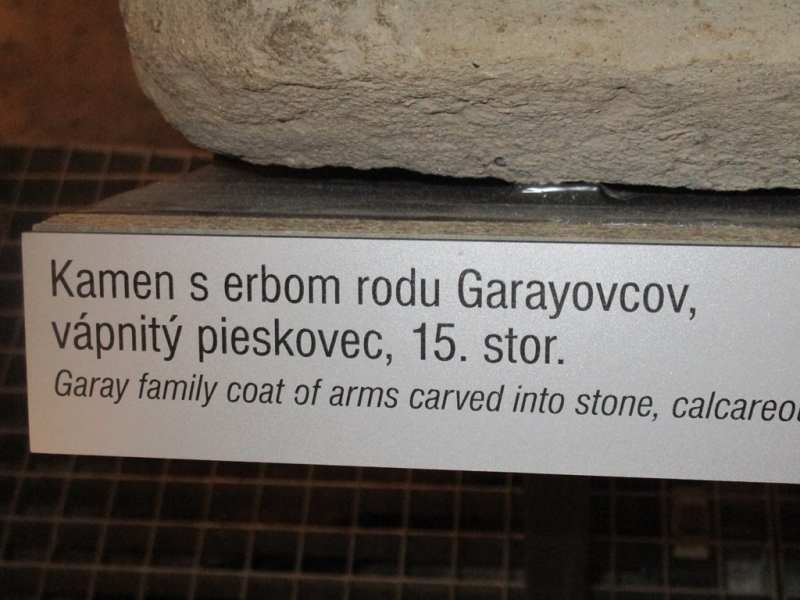 Kamen s erbom rodu Garayovcov,
vápnitý pieskovec, 15. stor.
Garay family coat of arms carved into stone,